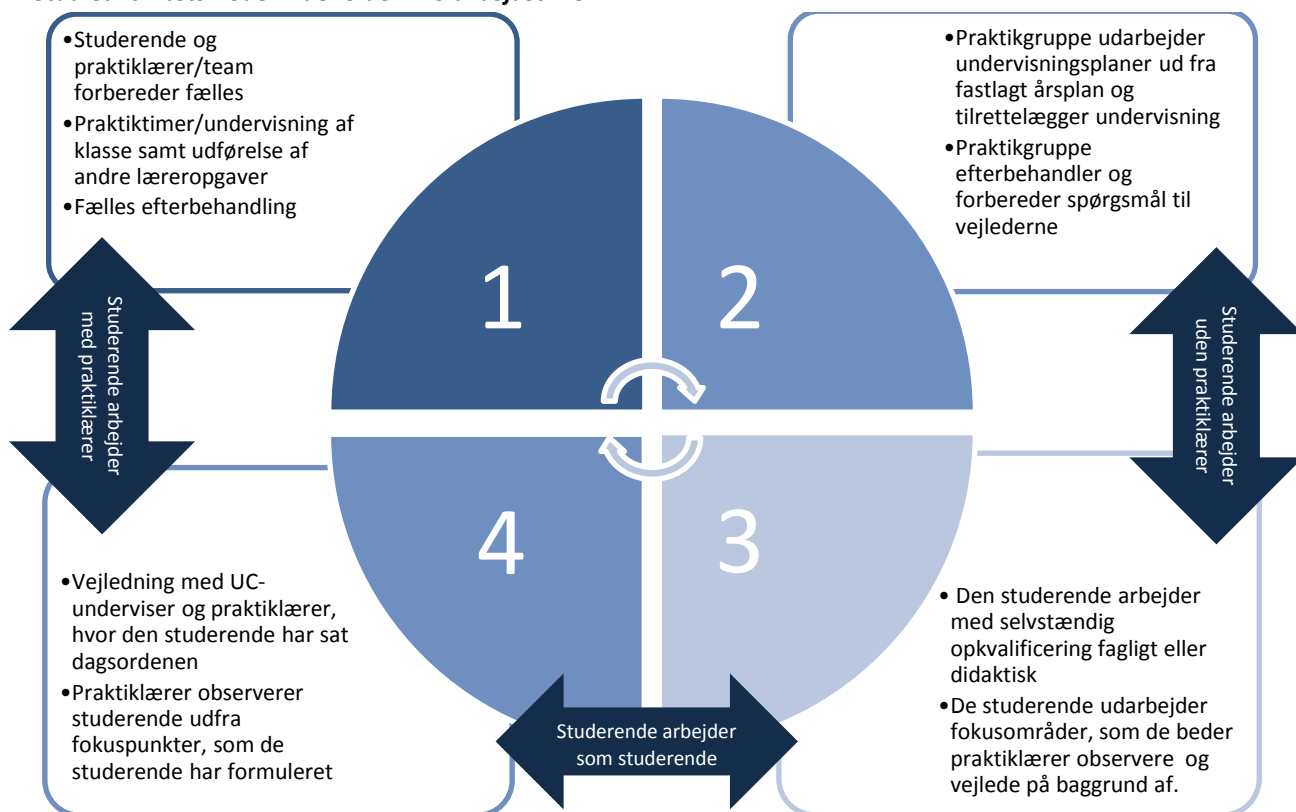 •Studerende og
praktiklærer/team
forbereder fælles
•Praktiktimer/undervisning af
klasse samt udførelse af
andre læreropgaver
•Fælles efterbehandling
•Praktikgruppe udarbejder
undervisningsplaner ud fra
fastlagt årsplan og
tilrettelægger undervisning
•Praktikgruppe
efterbehandler og
forbereder spørgsmål til
vejlederne
1
2
Studerende arbejder
med praktiklærer
Studerende arbejder
uden praktiklærer
4
3
•Vejledning med UC-
underviser og praktiklærer,
hvor den studerende har sat
dagsordenen
•Praktiklærer observerer
studerende udfra
fokuspunkter, som de
studerende har formuleret
• Den studerende arbejder
med selvstændig
opkvalificering fagligt eller
didaktisk
•De studerende udarbejder
fokusområder, som de beder
praktiklærer observere og
vejlede på baggrund af.
Studerende arbejder
som studerende